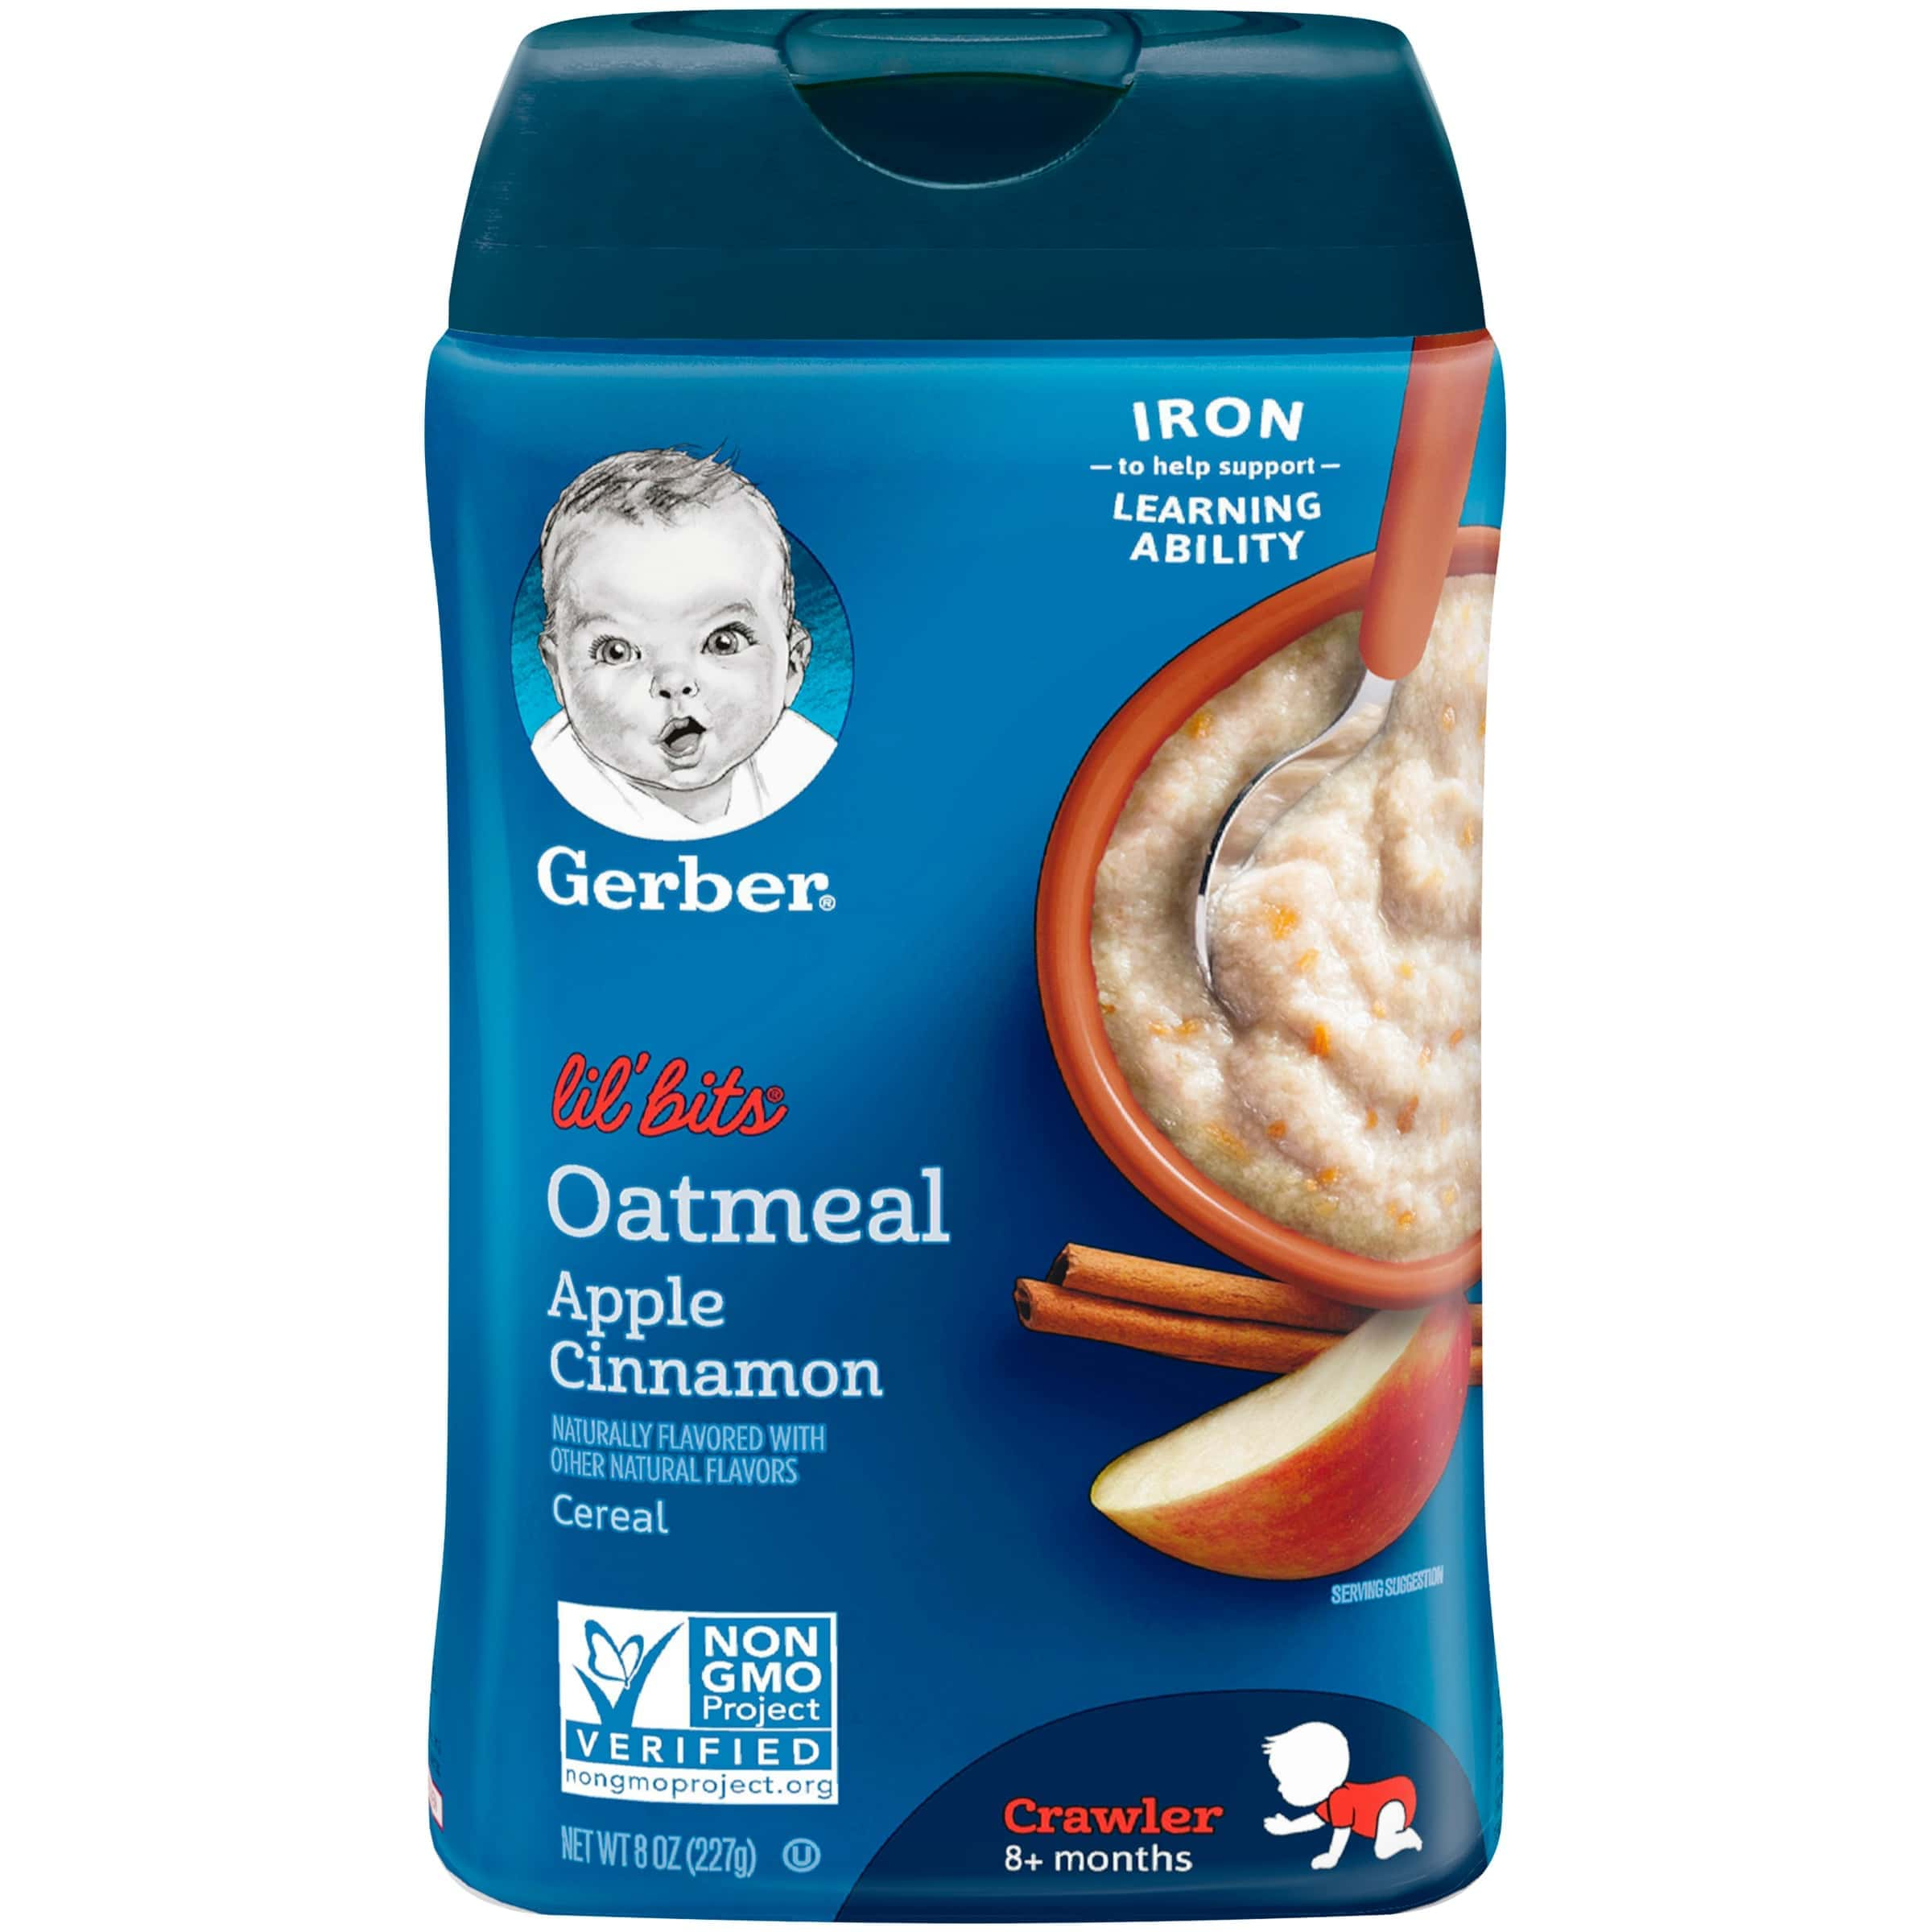 IRON
– to help support –
LEARNING
ABILITY
Gerber®
lil' bits®
Oatmeal
Apple
Cinnamon
NATURALLY FLAVORED WITH
OTHER NATURAL FLAVORS
Cereal
SERVING SUGGESTION
NON
GMO
Project
VERIFIED
nongmoproject.org
NET WT 8 OZ (227g) U
Crawler
8+ months